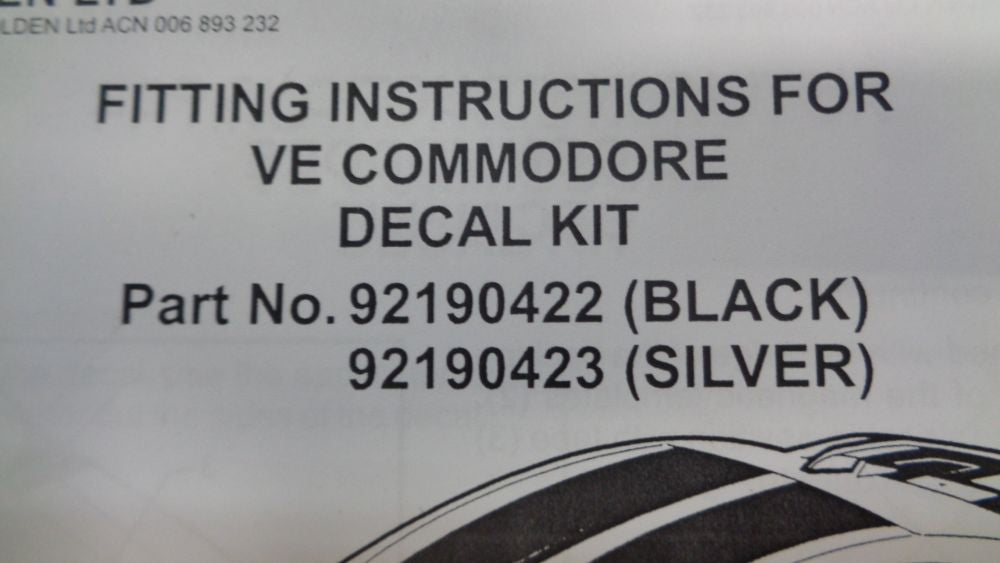 LDEN Ltd ACN 006 893 232
FITTING INSTRUCTIONS FOR
VE COMMODORE
DECAL KIT
Part No. 92190422 (BLACK)
92190423 (SILVER)